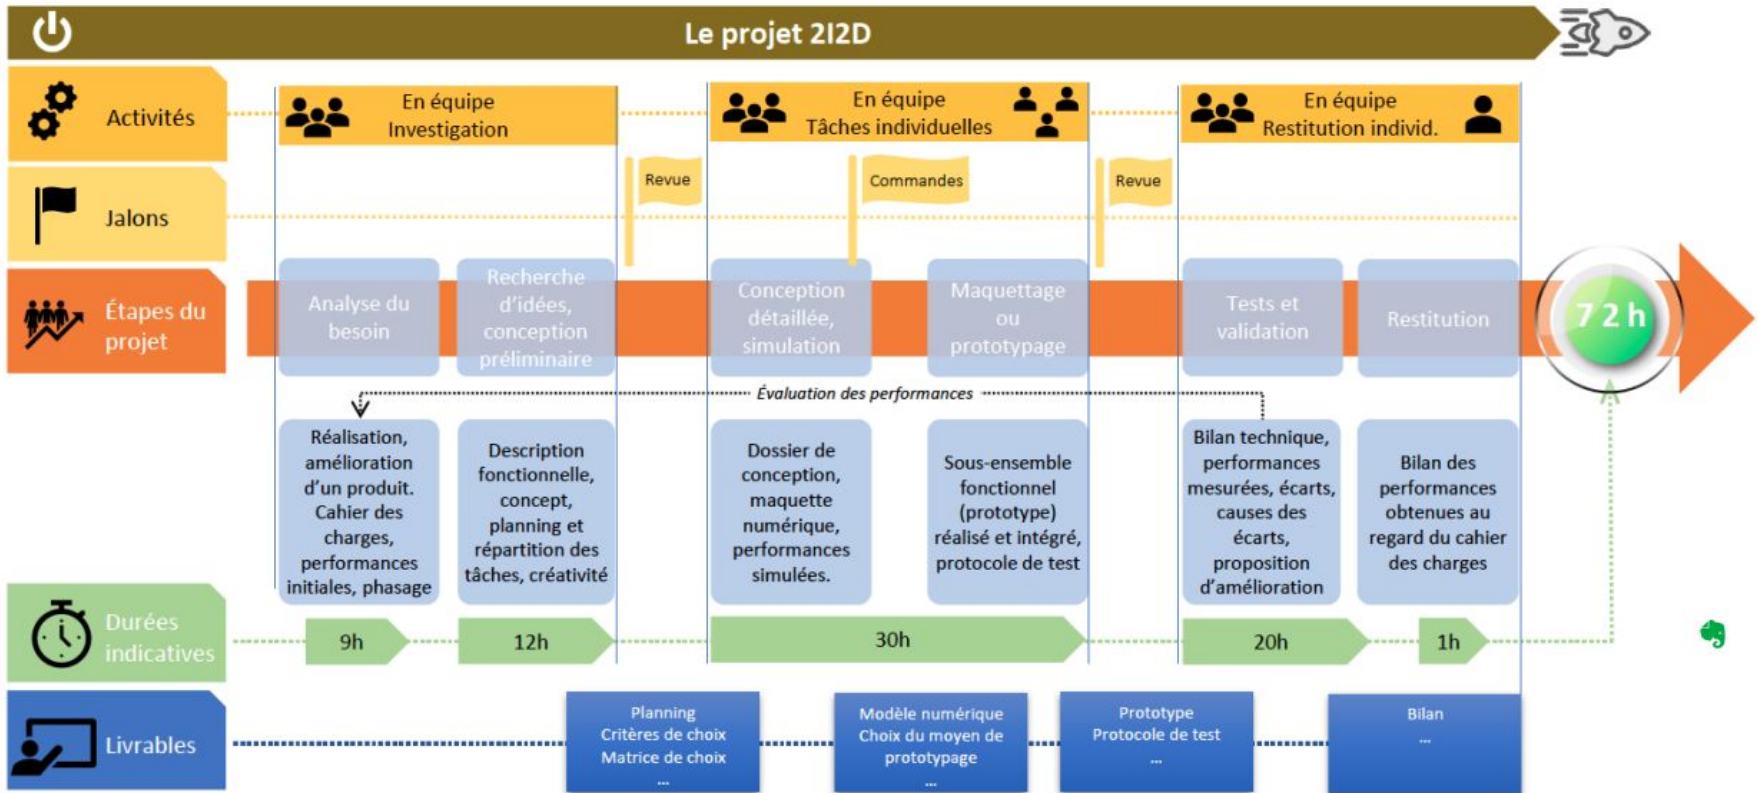 Le projet 2I2D
Activités
En équipe
Investigation
En équipe
Tâches individuelles
En équipe
Restitution individ.
Jalons
Revue
Commandes
Revue
Étapes du
projet
Analyse du
besoin
Recherche
d'idées,
conception
préliminaire
Conception
détaillée,
simulation
Maquettage
ou
prototypage
Tests et
validation
Restitution
72h
Évaluation des performances
Réalisation,
amélioration
d'un produit.
Cahier des
charges,
performances
initiales, phasage
Description
fonctionnelle,
concept,
planning et
répartition des
tâches, créativité
Dossier de
conception,
maquette
numérique,
performances
simulées.
Sous-ensemble
fonctionnel
(prototype)
réalisé et intégré,
protocole de test
Bilan technique,
performances
mesurées, écarts,
causes des
écarts,
proposition
d'amélioration
Bilan des
performances
obtenues au
regard du cahier
des charges
Durées
indicatives
9h
12h
30h
20h
1h
Livrables
Planning
Critères de choix
Matrice de choix
...
Modèle numérique
Choix du moyen de
prototypage
...
Prototype
Protocole de test
...
Bilan
...